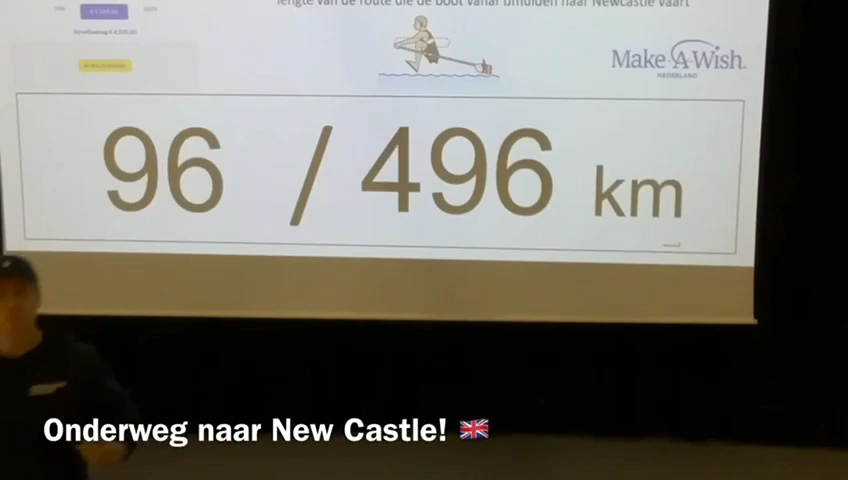 lengte van de route die de boot vanaf IJmuiden naar Newcastle vaart
Make-A-Wish.
NEDERLAND
96 / 496 km
Onderweg naar New Castle! 🇬🇧